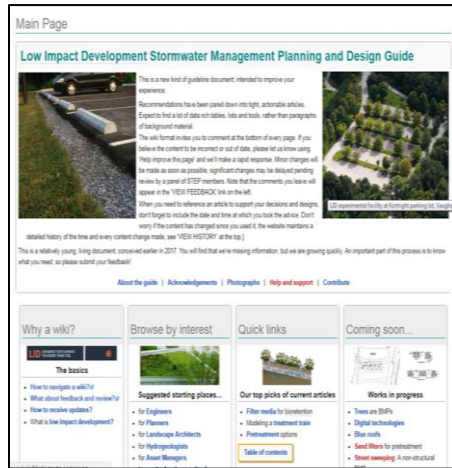 Main Page
Low Impact Development Stormwater Management Planning and Design Guide
This is a new kind of guideline document, intended to improve your
experience.
Recommendations have been pared down into tight, actionable articles.
Expect to find a lot of data rich tables, lists and tools, rather than paragraphs
of background material.
The wiki format invites you to comment at the bottom of every page. If you
believe the content to be incorrect or out of date, please let us know using
'Help improve this page' and we'll make a rapid response. Minor changes will
be made as soon as possible, significant changes may be delayed pending
review by a panel of STEP members. Note that the comments you leave will
appear in the 'VIEW FEEDBACK' link on the left.
When you need to reference an article to support your decisions and designs,
don't forget to include the date and time at which you took the advice. Don't
worry if the content has changed since you used it, the website maintains a
detailed history of the time and every content change made, see 'VIEW HISTORY' at the top.]
This is a relatively young, living document; conceived earlier in 2017. You will find that we're missing information, but we are growing quickly. An important part of this process is to know
what you need, so please submit your feedback!
LID experimental facility at Kortright parking lot, Vaughan
About the guide | Acknowledgements | Photographs | Help and support | Contribute
Why a wiki?
LID
The basics
• How to navigate a wiki?
• What about feedback and review?
• How to receive updates?
• What is low impact development?
Browse by interest
Suggested starting places...
• for Engineers
• for Planners
• for Landscape Architects
• for Hydrogeologists
• for Asset Managers
Quick links
Our top picks of current articles
• Filter media for bioretention
• Modeling a treatment train
• Pretreatment options
Table of contents
Coming soon...
Works in progress
• Trees are BMPs
• Digital technologies
• Blue roofs
• Sand filters for pretreatment
• Street sweeping: A non-structural
BMP